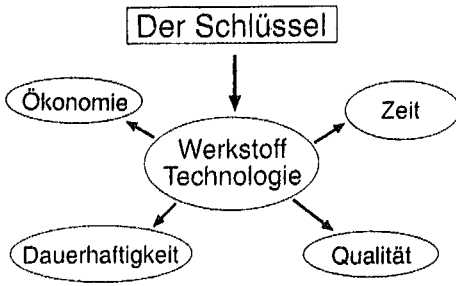 Der Schlüssel
Ökonomie
Zeit
Werkstoff
Technologie
Dauerhaftigkeit
Qualität